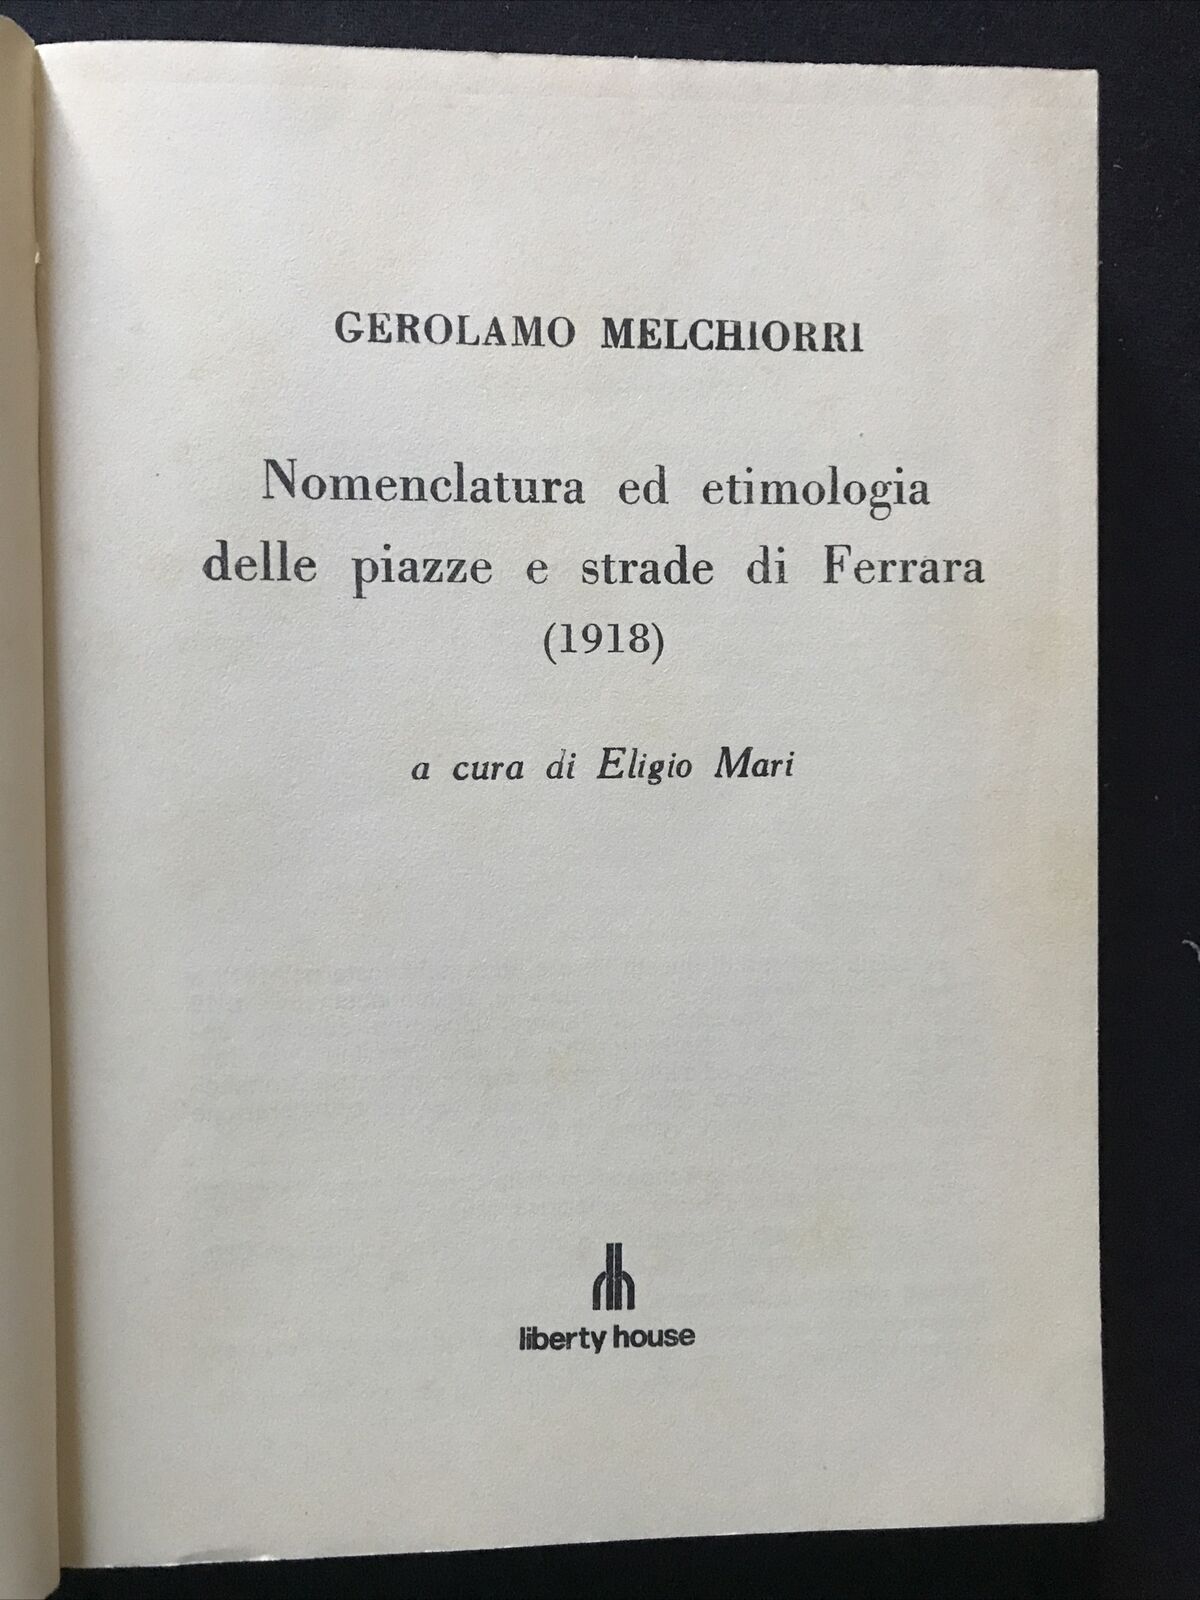 GEROLAMO MELCHIORRI
Nomenclatura ed etimologia
delle piazze e strade di Ferrara
(1918)
a cura di Eligio Mari
liberty house